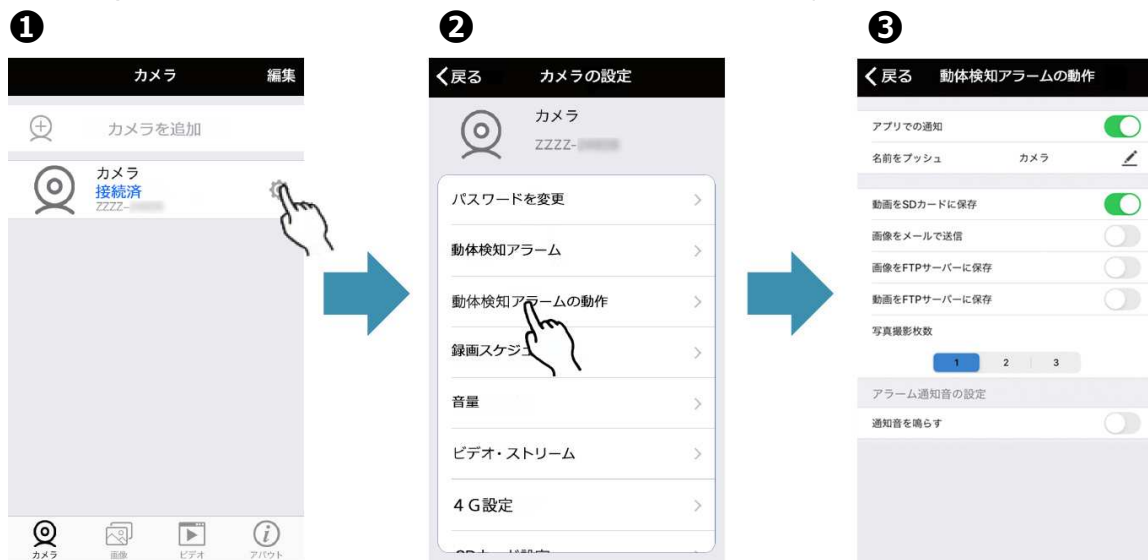 ❶
カメラ 編集
カメラを追加
カメラ
接続済
ZZZZ-
カメラ
画像
ビデオ
アバウト
❷
戻る カメラの設定
カメラ
ZZZZ-
パスワードを変更
動体検知アラーム
動体検知アラームの動作
録画スケジュ
音量
ビデオ・ストリーム
4G設定
❸
戻る 動体検知アラームの動作
アプリでの通知
名前をプッシュ カメラ
動画をSDカードに保存
画像をメールで送信
画像をFTPサーバーに保存
動画をFTPサーバーに保存
写真撮影枚数
1 2 3
アラーム通知音の設定
通知音を鳴らす